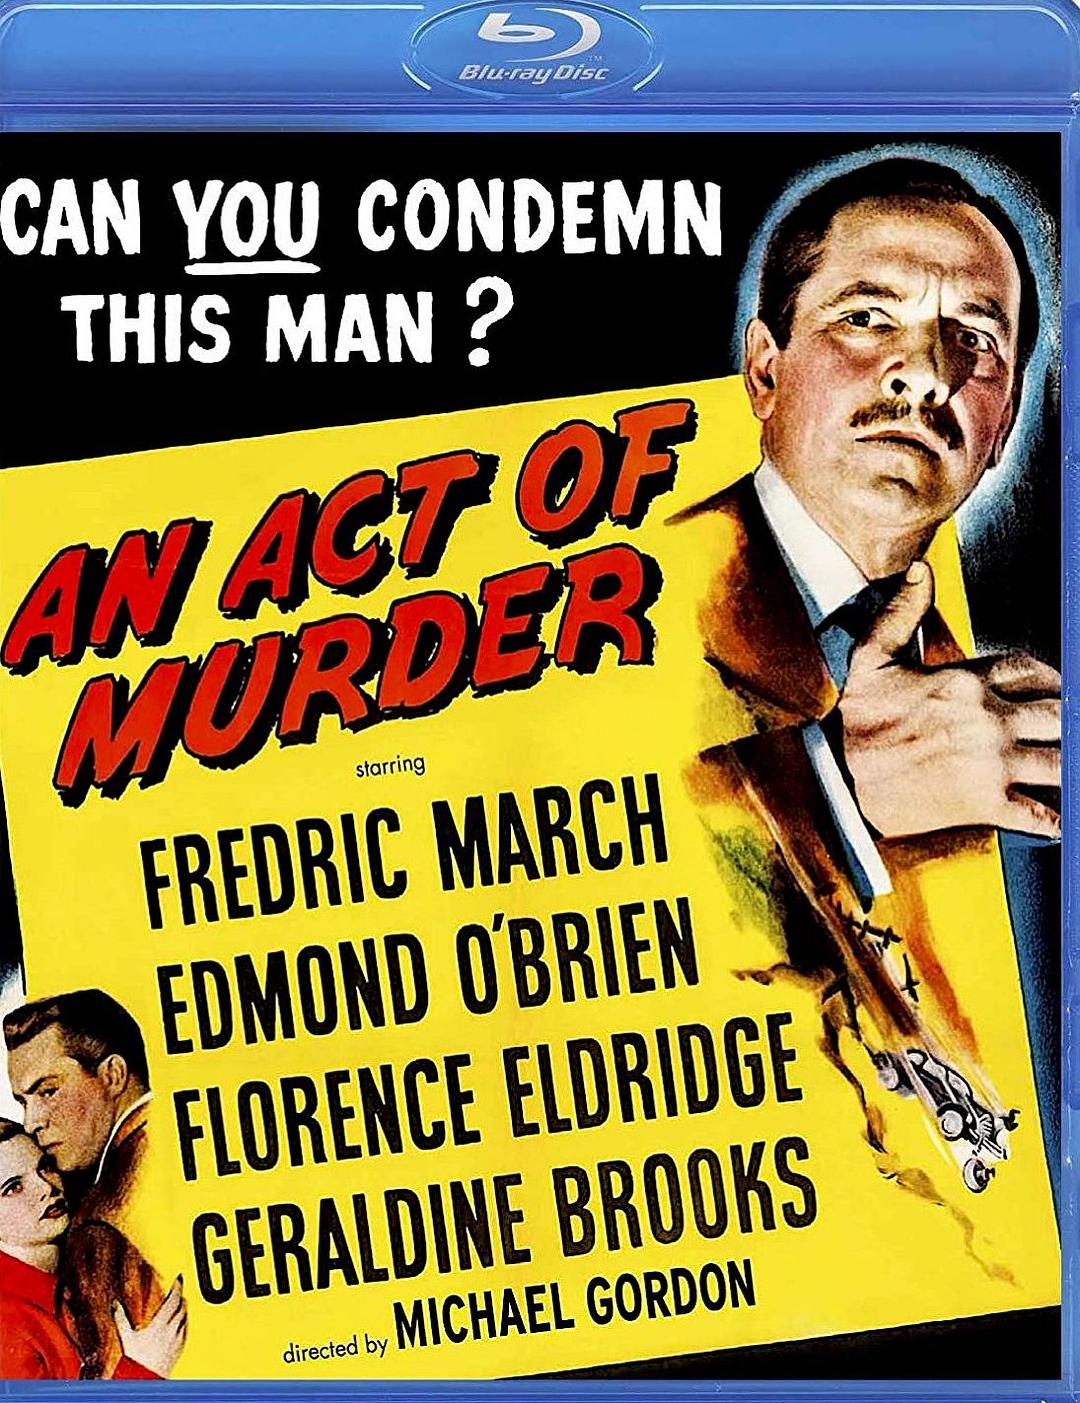 Blu-ray Disc
CAN YOU CONDEMN
THIS MAN?
AN ACT OF
MURDER
starring
FREDRIC MARCH
EDMOND O'BRIEN
FLORENCE ELDRIDGE
GERALDINE BROOKS
directed by MICHAEL GORDON